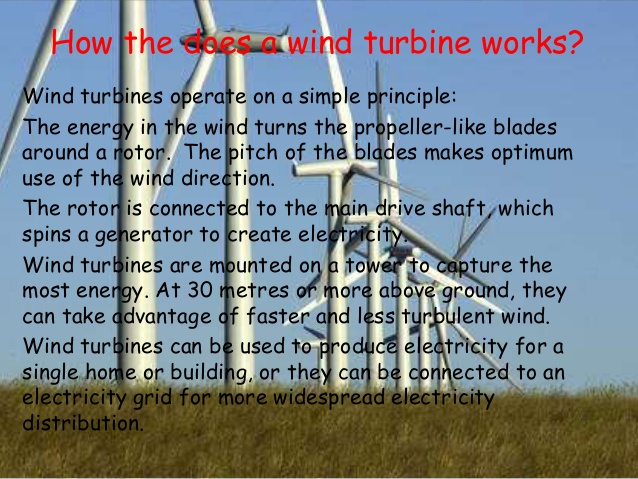 How the does a wind turbine works?
Wind turbines operate on a simple principle:
The energy in the wind turns the propeller-like blades
around a rotor. The pitch of the blades makes optimum
use of the wind direction.
The rotor is connected to the main drive shaft, which
spins a generator to create electricity.
Wind turbines are mounted on a tower to capture the
most energy. At 30 metres or more above ground, they
can take advantage of faster and less turbulent wind.
Wind turbines can be used to produce electricity for a
single home or building, or they can be connected to an
electricity grid for more widespread electricity
distribution.